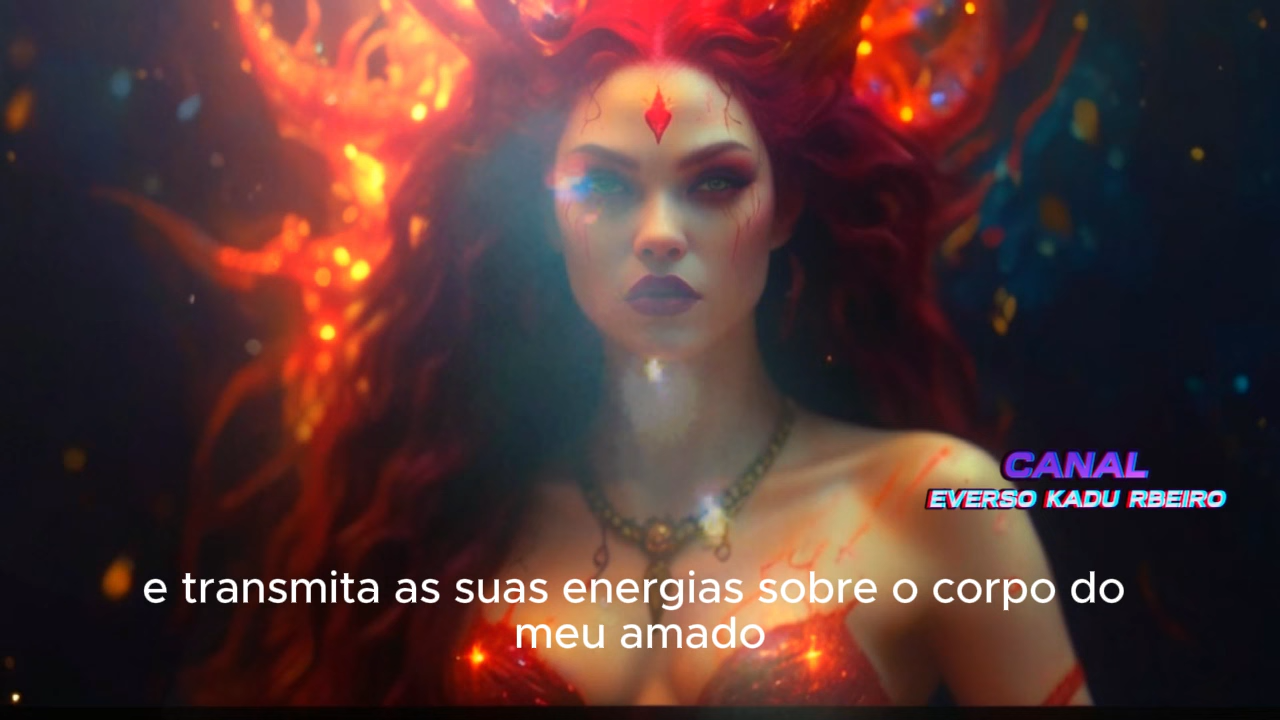 CANAL
EVERSO KADU RBEIRO
e transmita as suas energias sobre o corpo do
meu amado